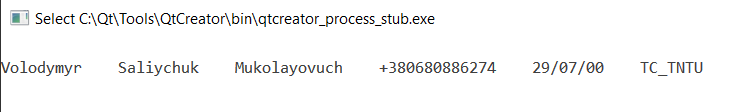 Select C:\Qt\Tools\QtCreator\bin\qtcreator_process_stub.exe
Volodymyr Saliychuk Mukolayovuch +380680886274 29/07/00 TC_TNTU